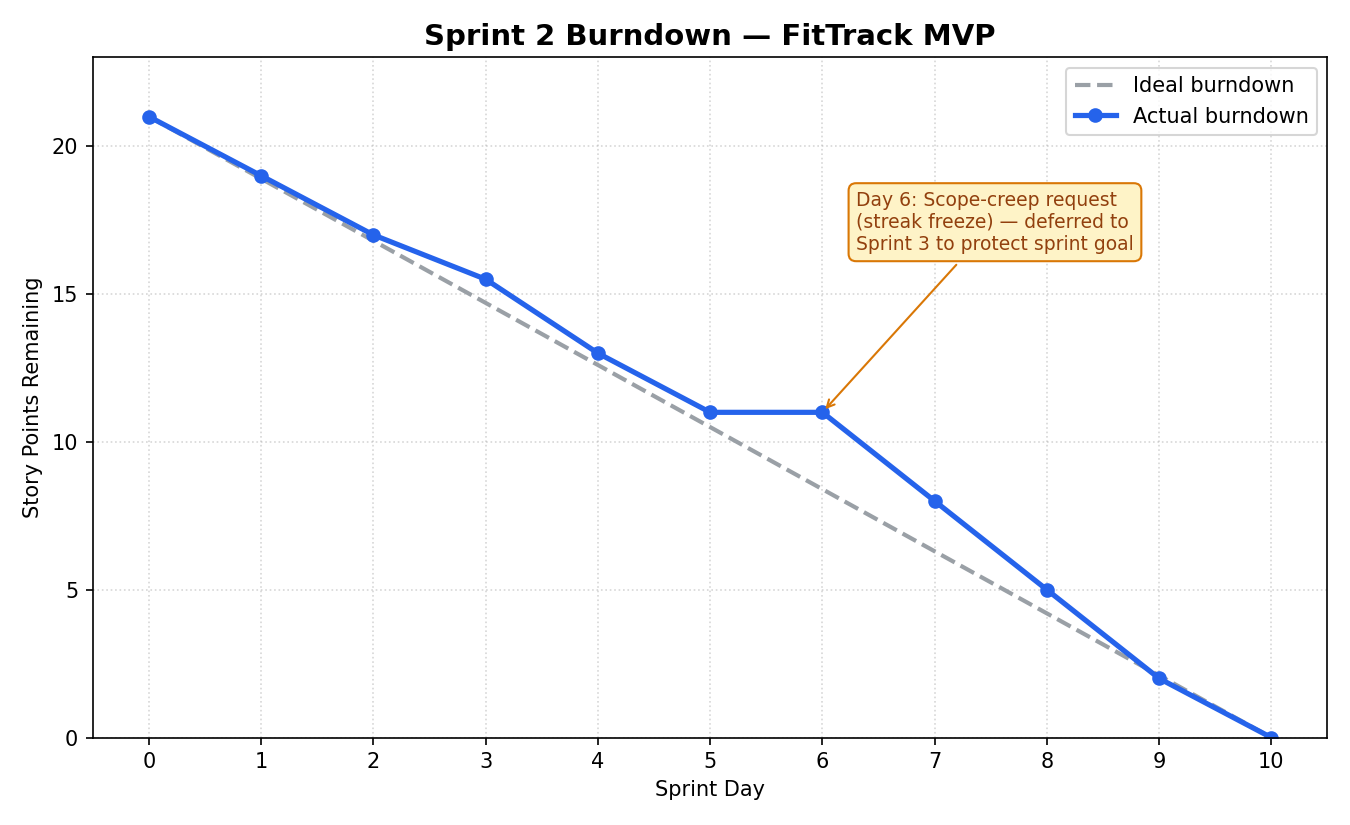 Sprint 2 Burndown — FitTrack MVP
Ideal burndown
Actual burndown
Day 6: Scope-creep request
(streak freeze) — deferred to
Sprint 3 to protect sprint goal
Story Points Remaining
20
15
10
5
0
0 1 2 3 4 5 6 7 8 9 10
Sprint Day